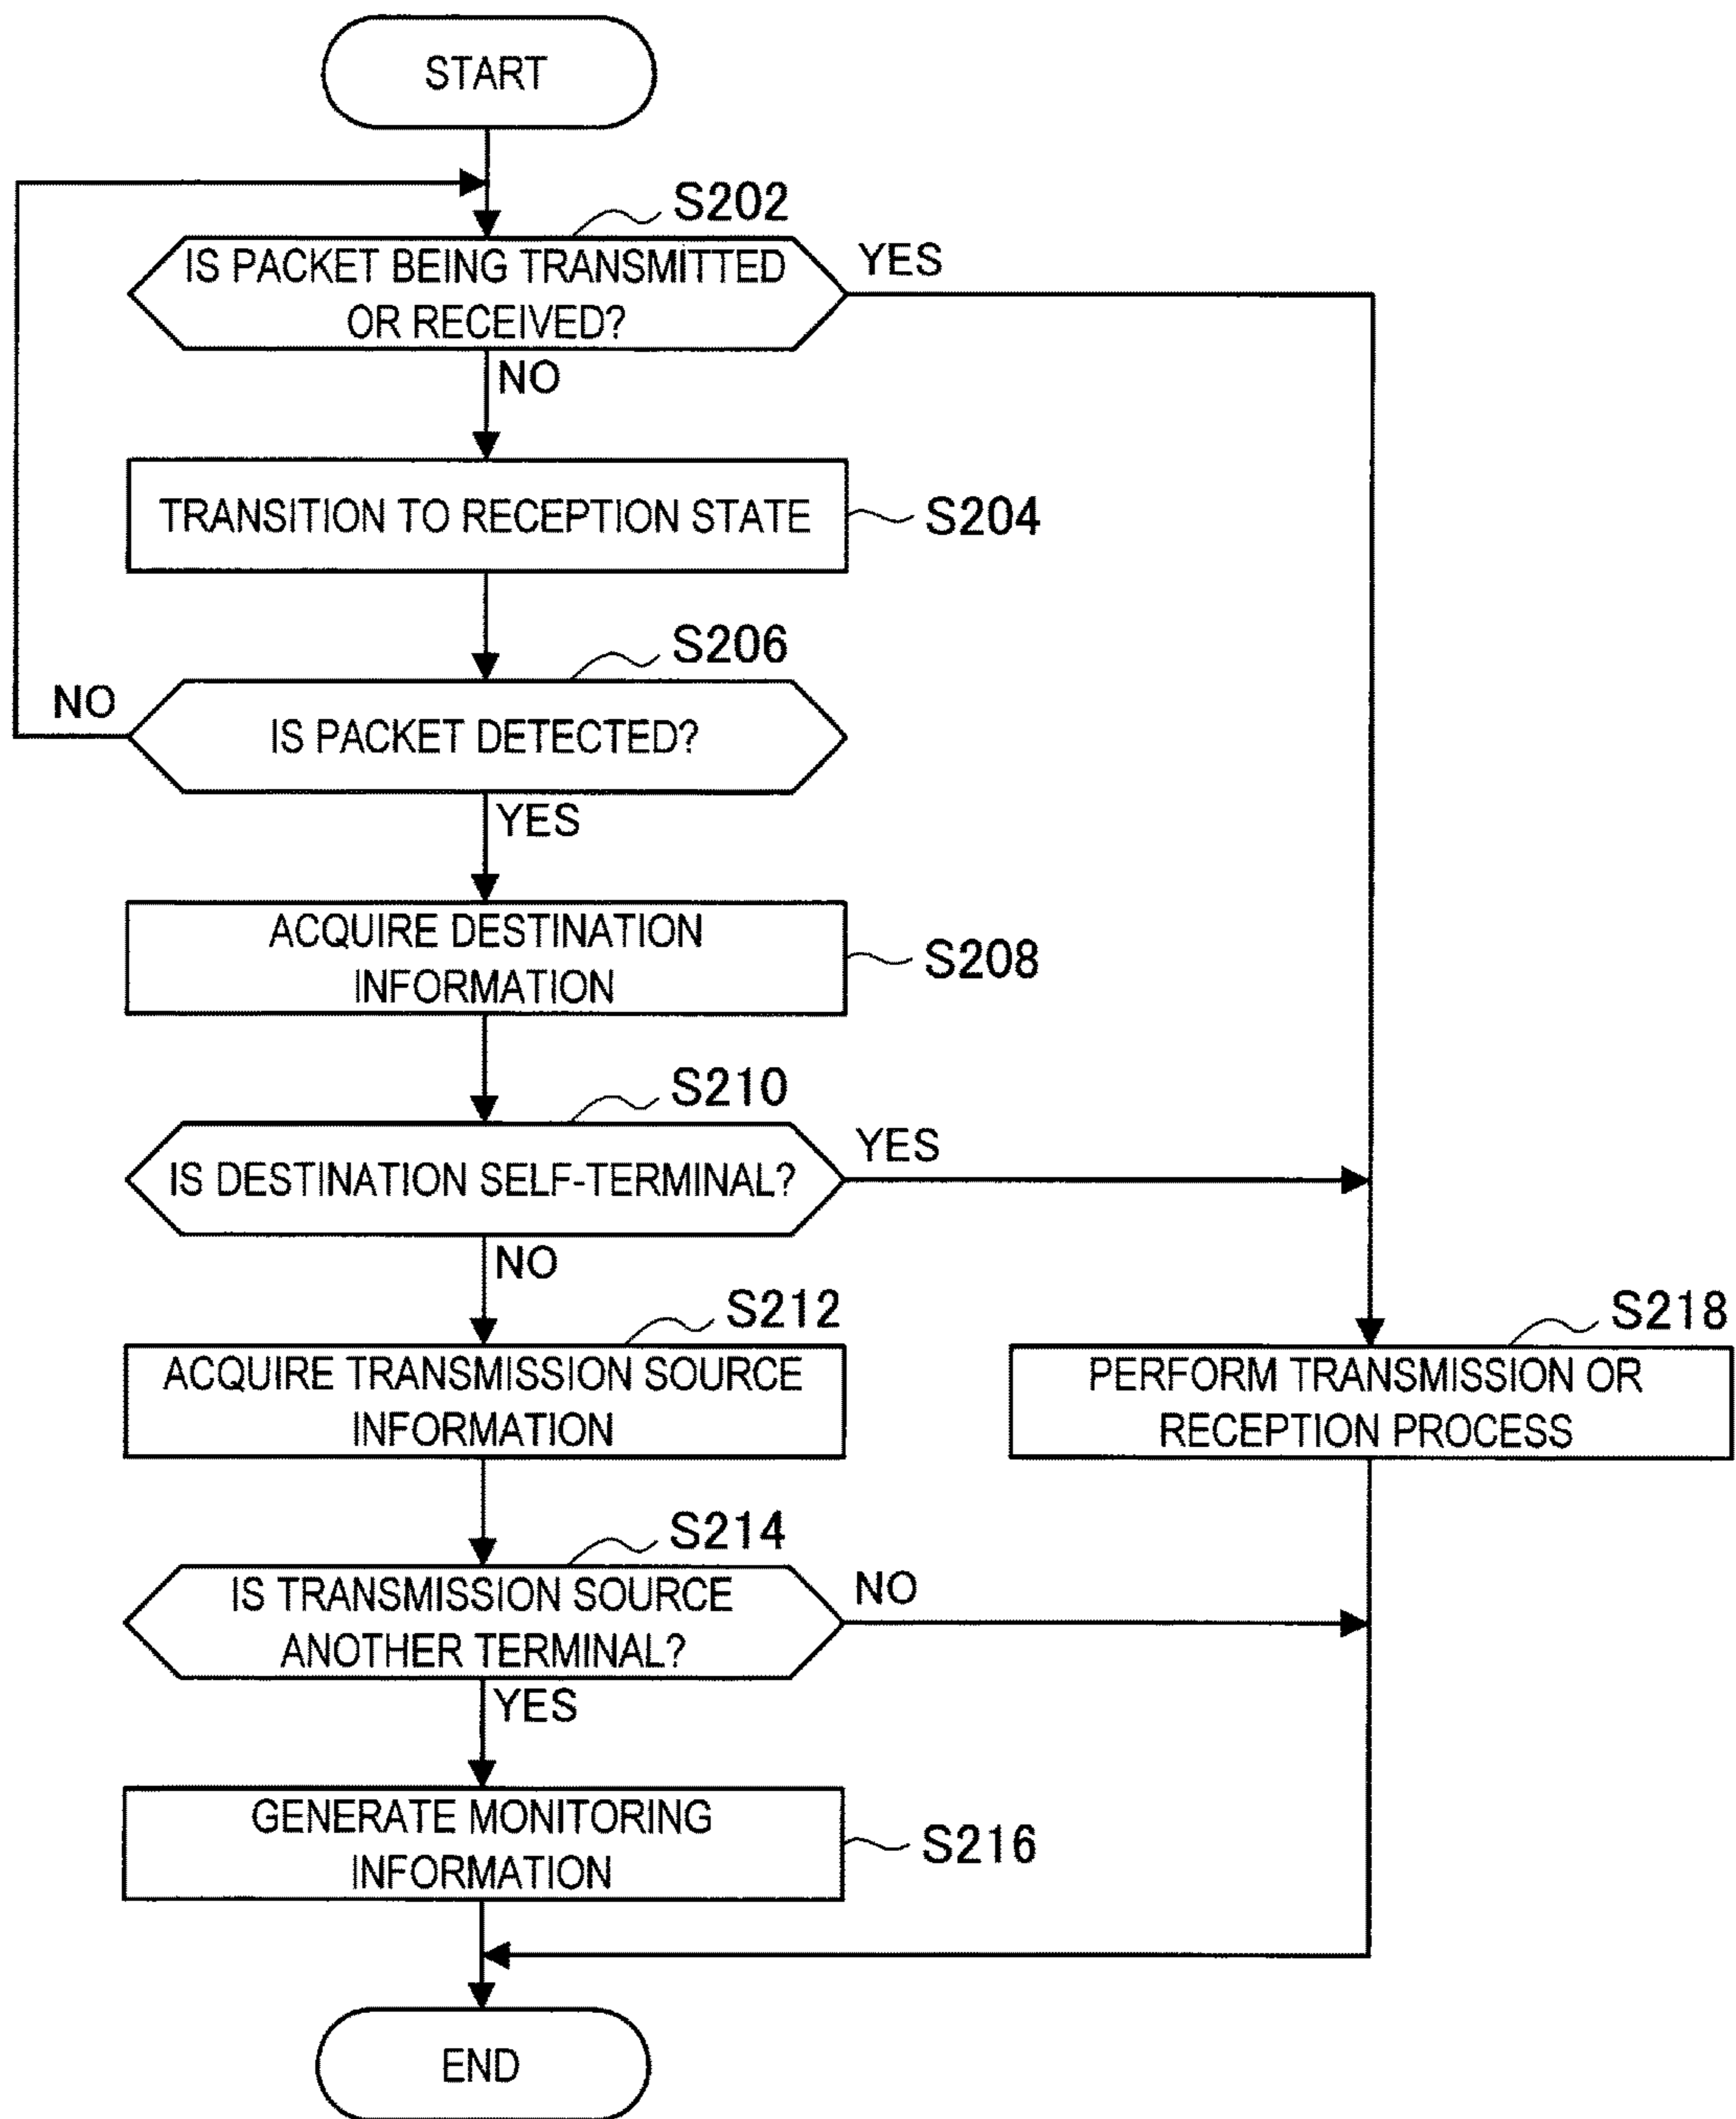 START
S202
IS PACKET BEING TRANSMITTED
OR RECEIVED?
YES
NO
TRANSITION TO RECEPTION STATE
S204
S206
NO
IS PACKET DETECTED?
YES
ACQUIRE DESTINATION
INFORMATION
S208
S210
IS DESTINATION SELF-TERMINAL?
YES
NO
S212
ACQUIRE TRANSMISSION SOURCE
INFORMATION
S218
PERFORM TRANSMISSION OR
RECEPTION PROCESS
S214
IS TRANSMISSION SOURCE
ANOTHER TERMINAL?
NO
YES
GENERATE MONITORING
INFORMATION
S216
END